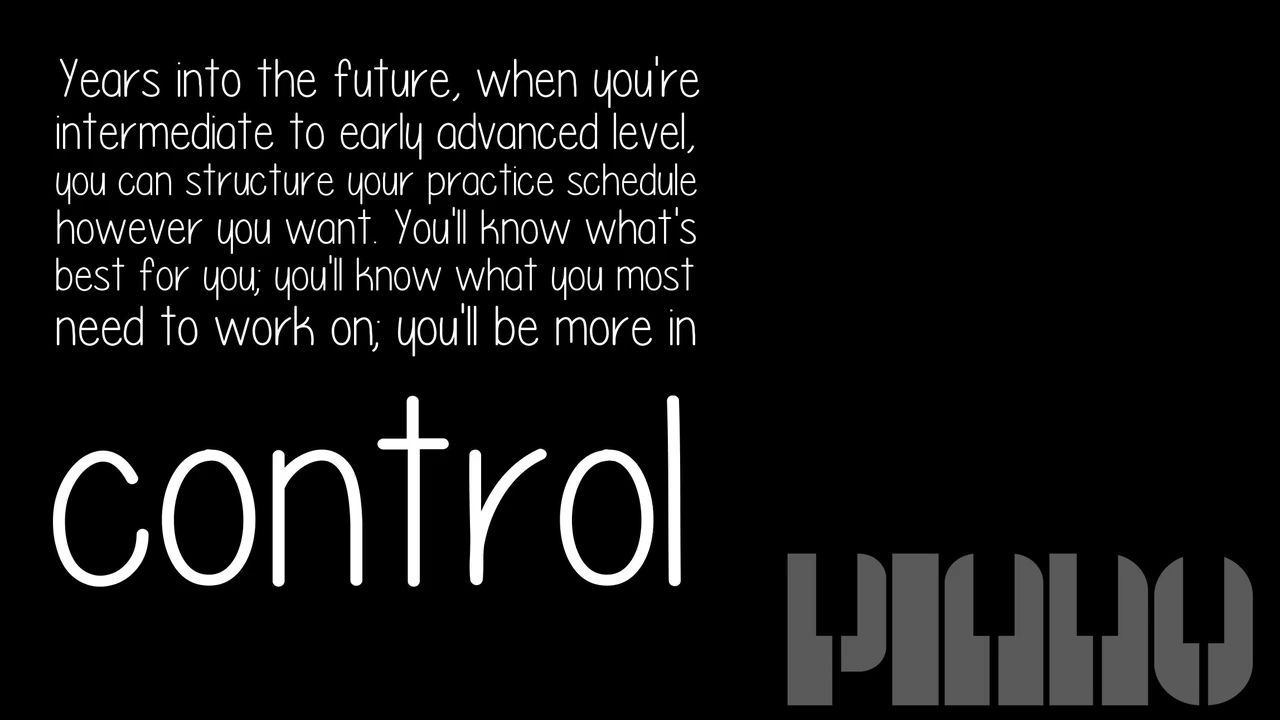 Years into the future, when you're
intermediate to early advanced level,
you can structure your practice schedule
however you want. You'll know what's
best for you; you'll know what you most
need to work on; you'll be more in
control
PIANO